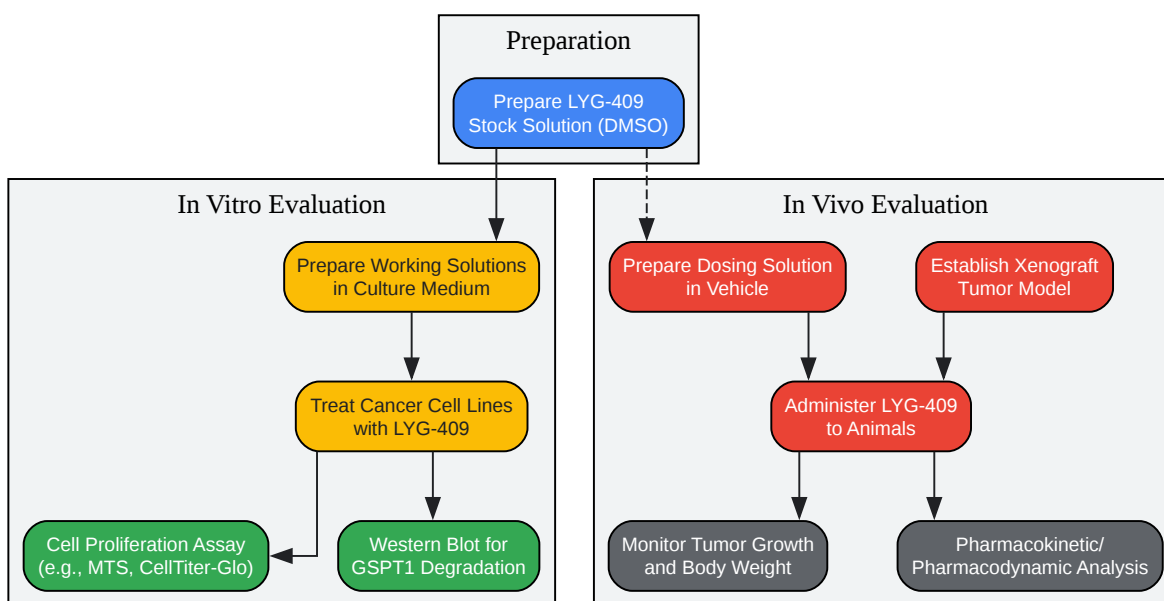 Preparation
Prepare LYG-409
Stock Solution (DMSO)
In Vitro Evaluation
Prepare Working Solutions
in Culture Medium
Treat Cancer Cell Lines
with LYG-409
Cell Proliferation Assay
(e.g., MTS, CellTiter-Glo)
Western Blot for
GSPT1 Degradation
In Vivo Evaluation
Prepare Dosing Solution
in Vehicle
Establish Xenograft
Tumor Model
Administer LYG-409
to Animals
Monitor Tumor Growth
and Body Weight
Pharmacokinetic/
Pharmacodynamic Analysis